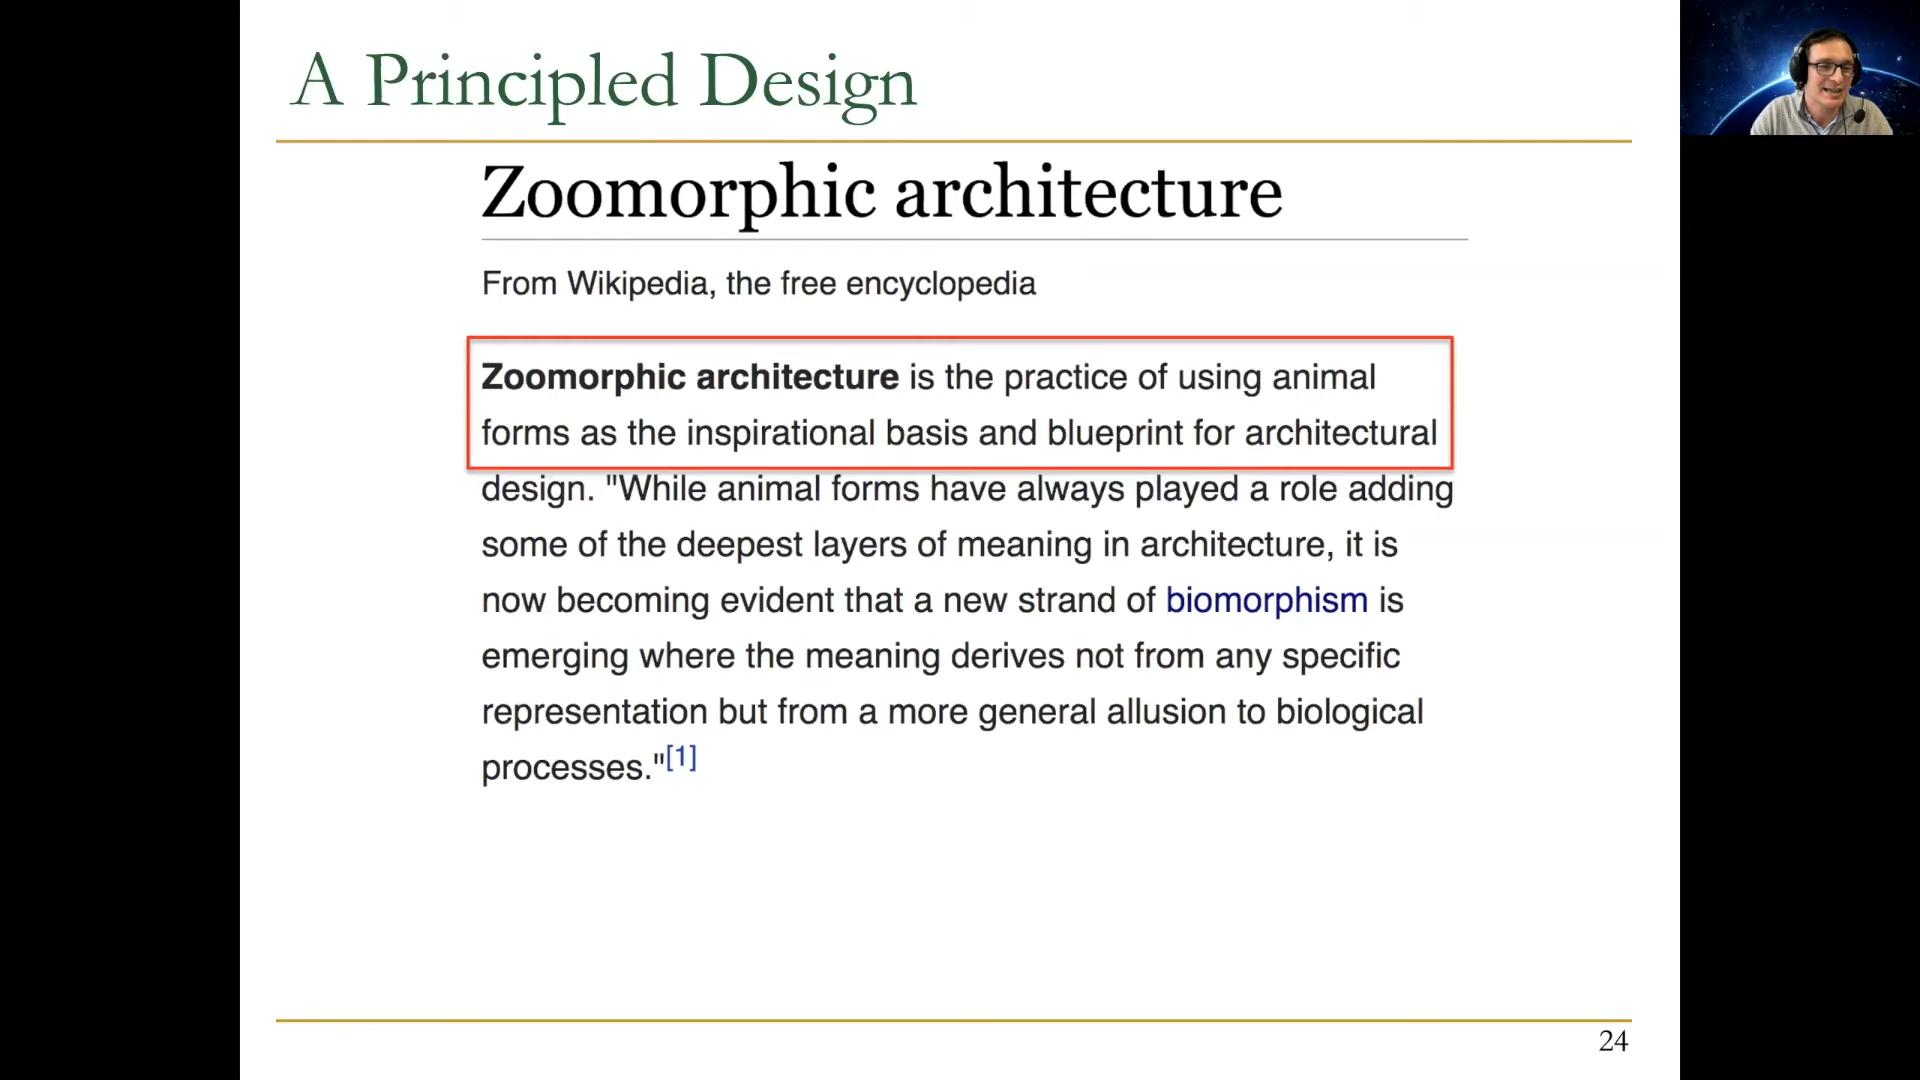 A Principled Design
Zoomorphic architecture
From Wikipedia, the free encyclopedia
Zoomorphic architecture is the practice of using animal
forms as the inspirational basis and blueprint for architectural
design. "While animal forms have always played a role adding
some of the deepest layers of meaning in architecture, it is
now becoming evident that a new strand of biomorphism is
emerging where the meaning derives not from any specific
representation but from a more general allusion to biological
processes."[1]
24